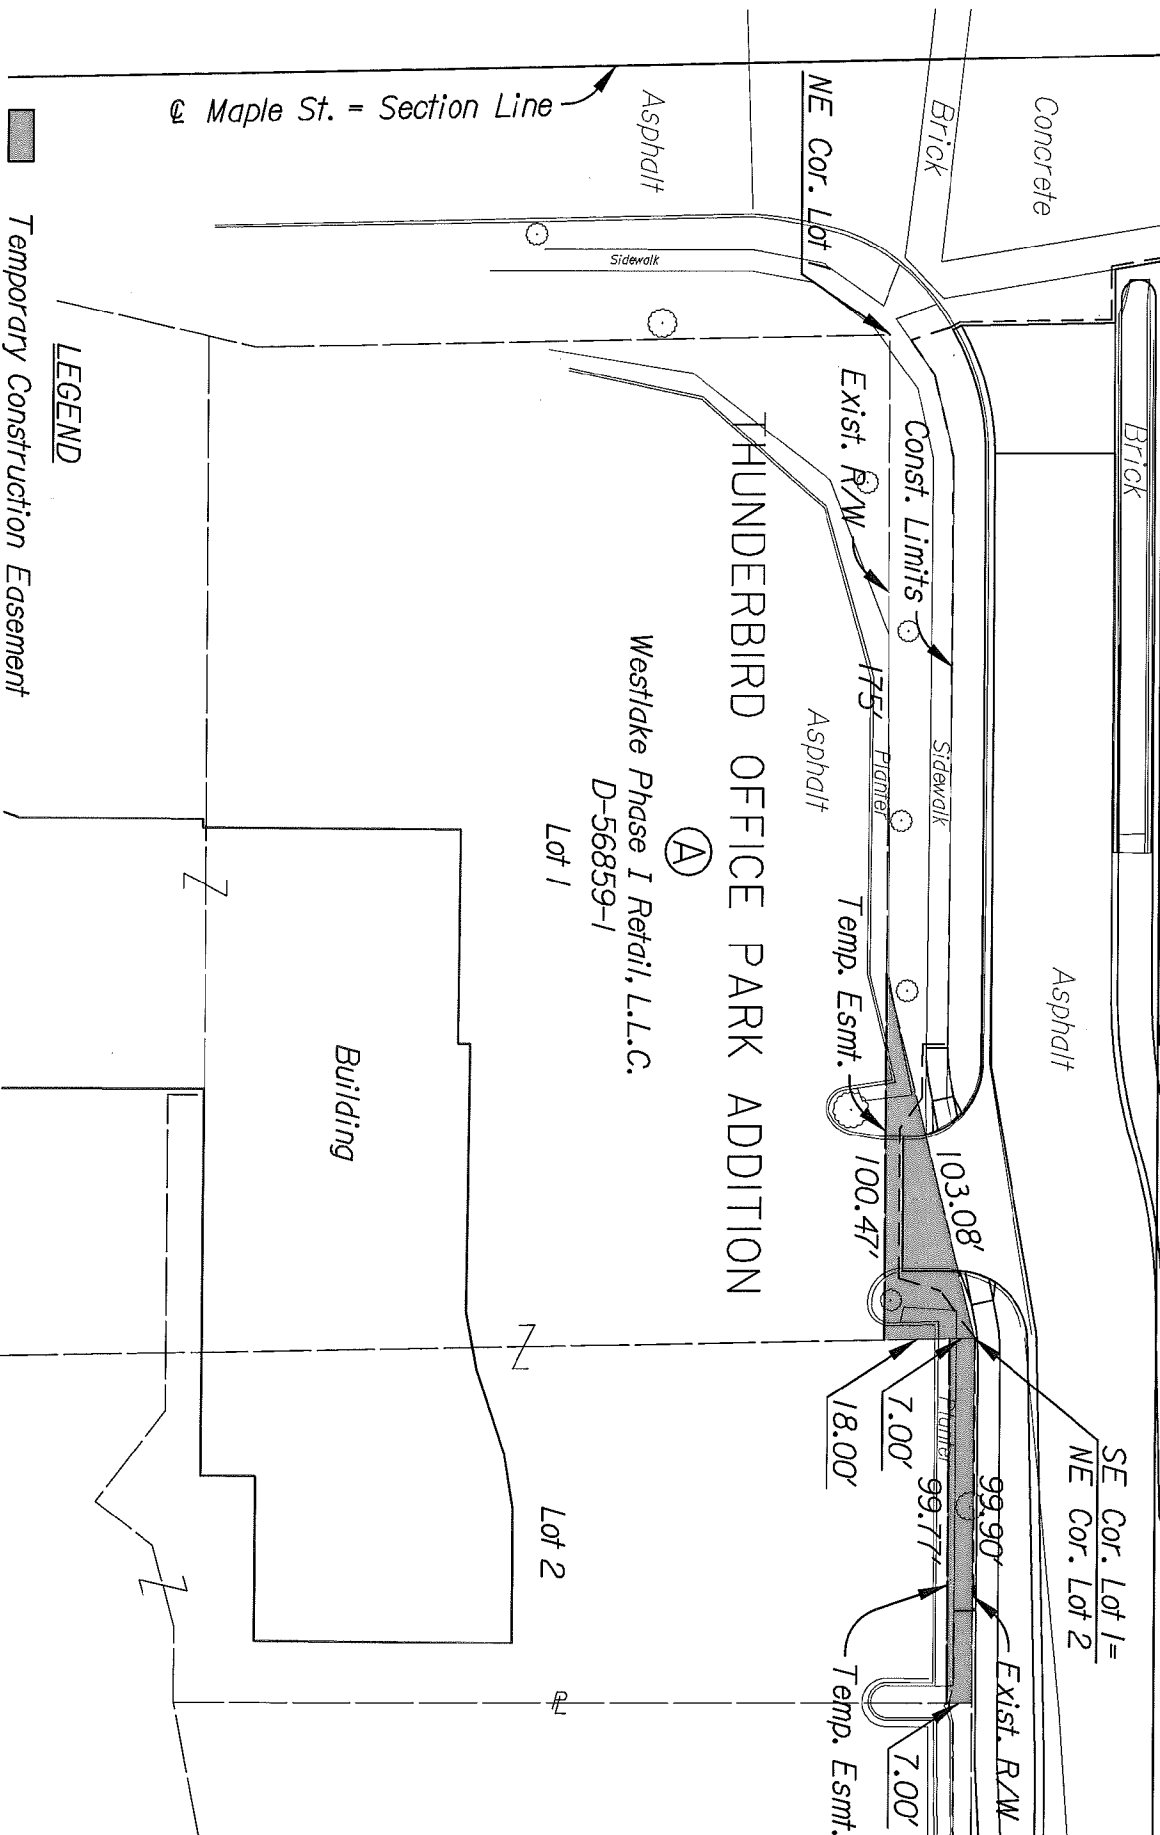 ℄ Maple St. = Section Line
Asphalt
NE Cor. Lot 1
Brick
Concrete
Sidewalk
Brick
LEGEND
Temporary Construction Easement
Exist. R/W
Const. Limits
THUNDERBIRD OFFICE PARK ADDITION
175'
Planter
Sidewalk
Asphalt
Westlake Phase I Retail, L.L.C.
D-56859-1
Lot 1
A
Temp. Esmt.
Asphalt
Building
103.08'
100.47'
SE Cor. Lot 1=
NE Cor. Lot 2
7.00'
18.00'
Planter
99.90'
99.77'
Lot 2
Exist. R/W
Temp. Esmt.
7.00'
Z
Z
Z
℄